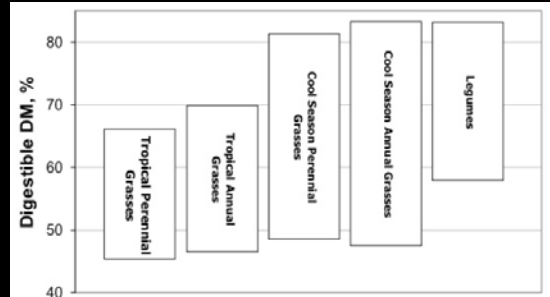 Digestible DM, %
80
70
60
50
40
Tropical Perennial
Grasses
Tropical Annual
Grasses
Cool Season Perennial
Grasses
Cool Season Annual Grasses
Legumes